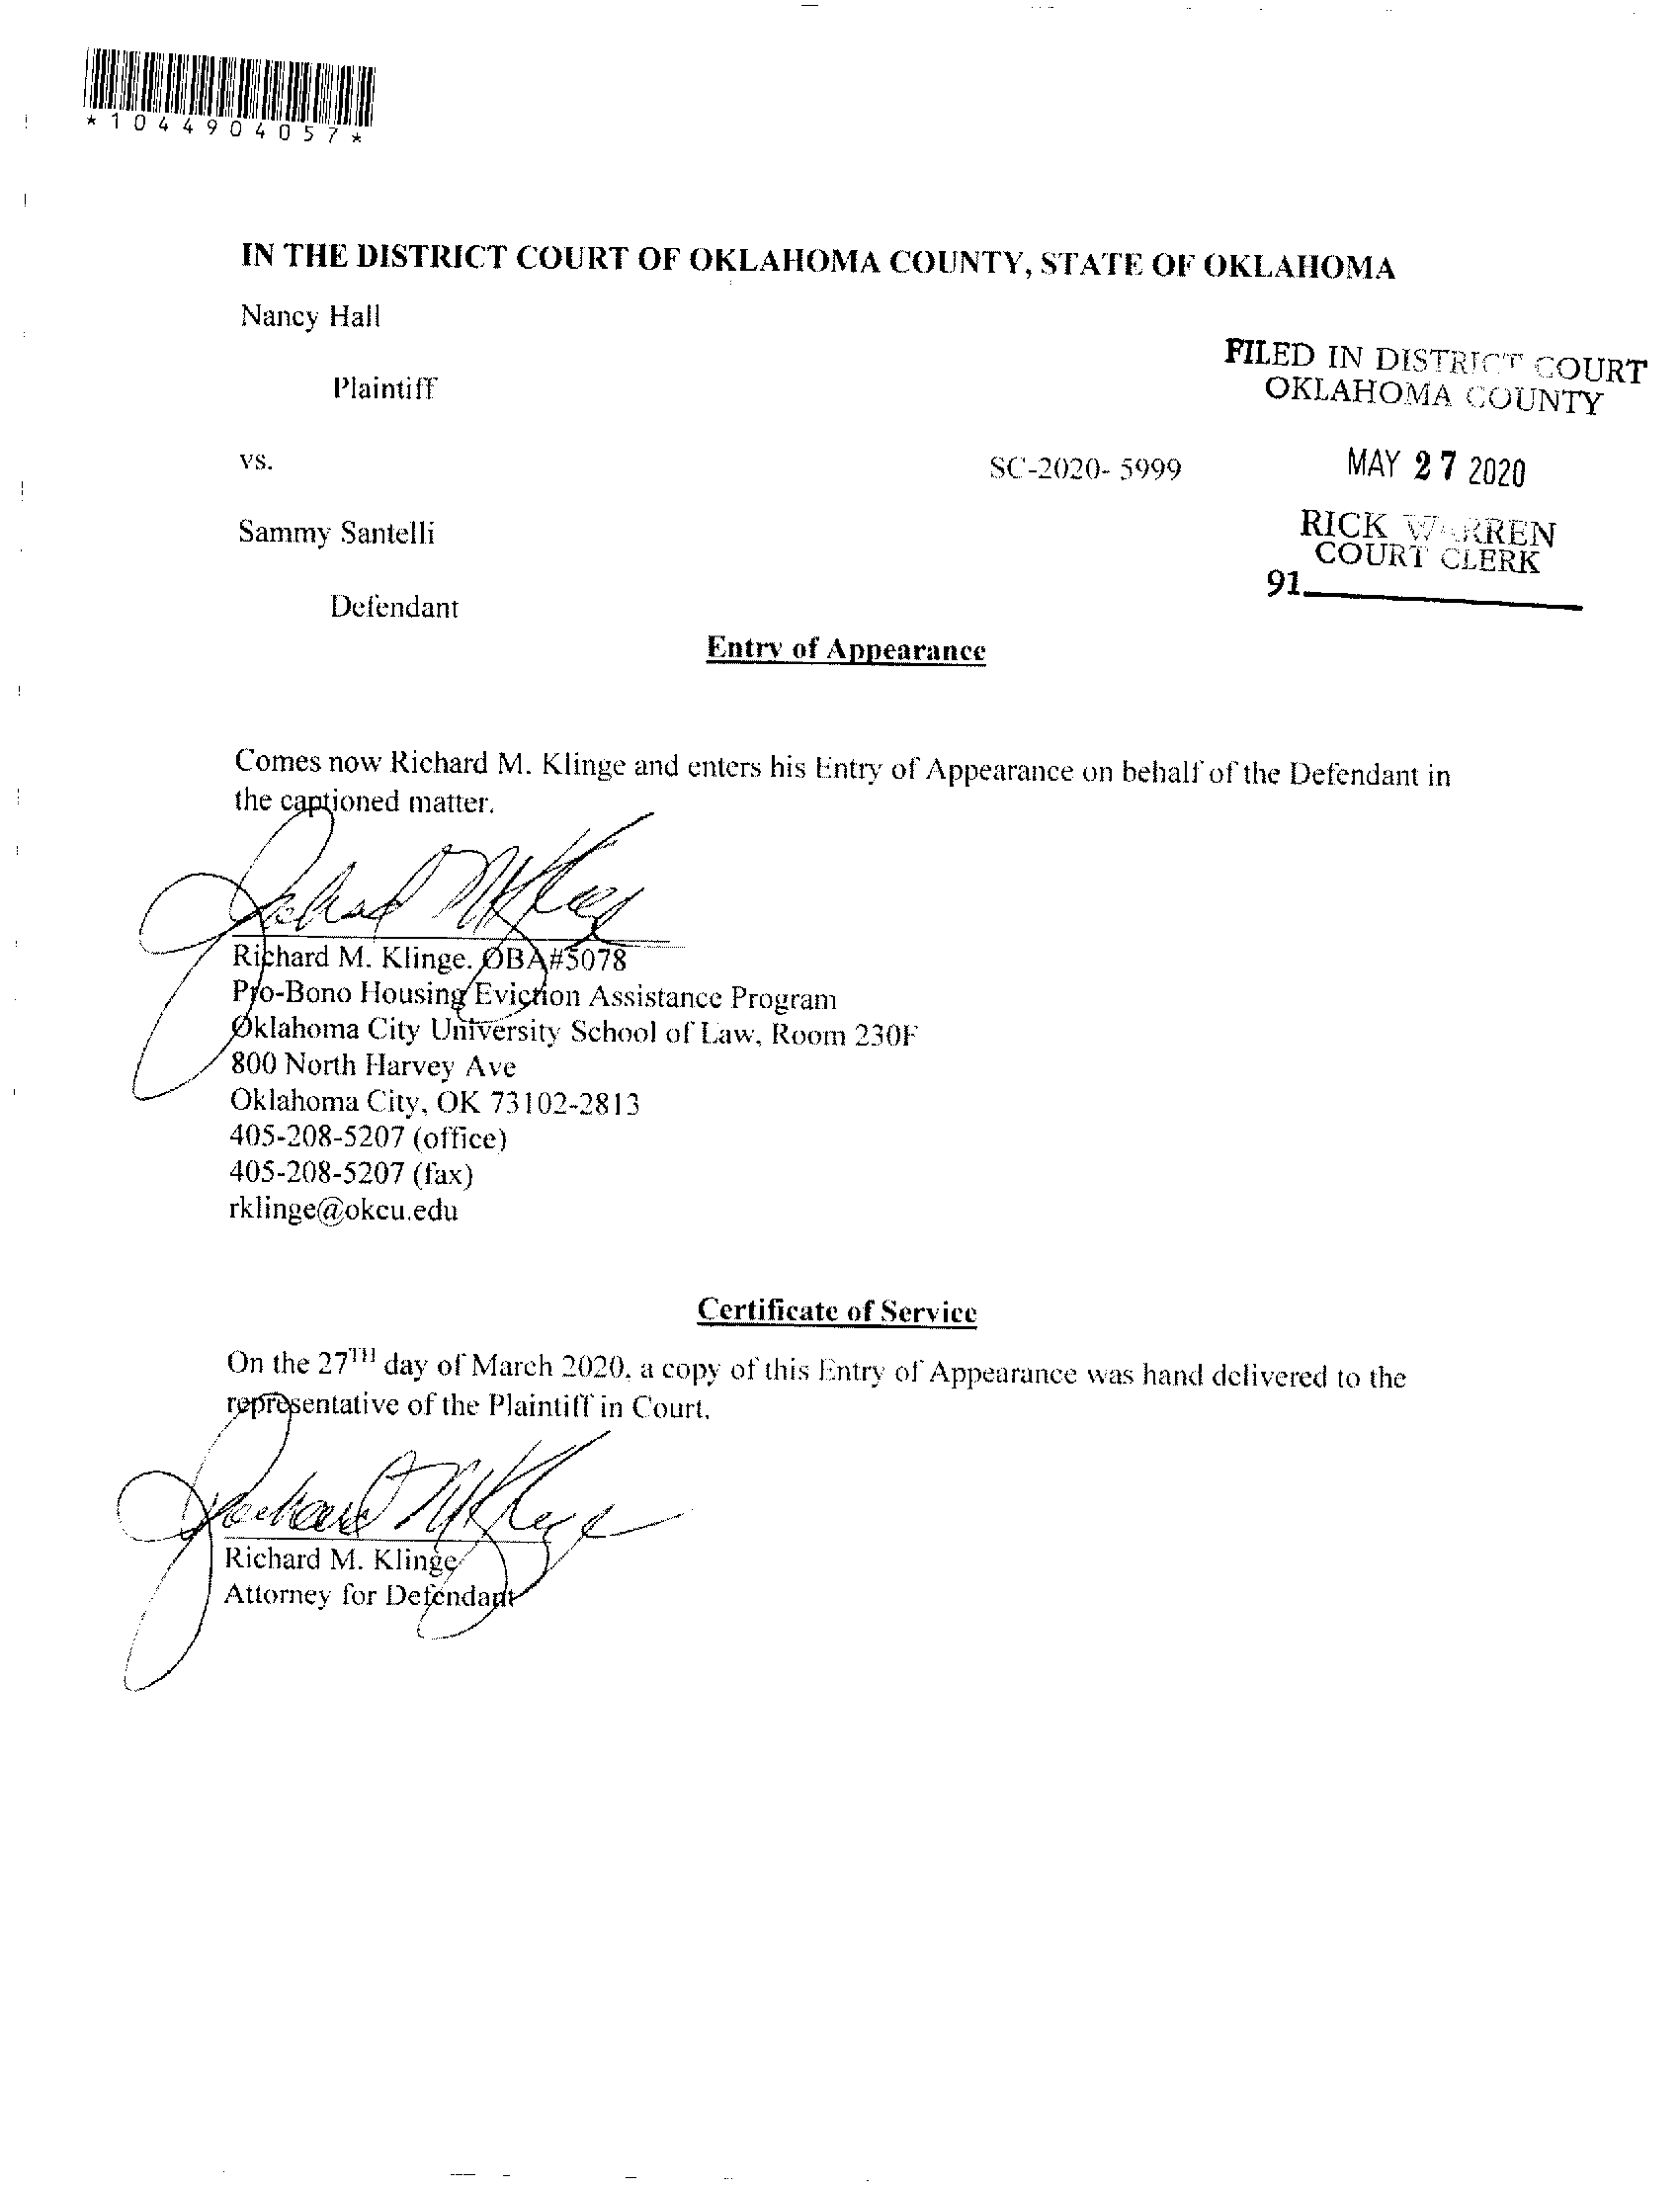 *1044904057*
IN THE DISTRICT COURT OF OKLAHOMA COUNTY, STATE OF OKLAHOMA
Nancy Hall
Plaintiff
FILED IN DISTRICT COURT
OKLAHOMA COUNTY
vs.
SC-2020- 5999
MAY 27 2020
Sammy Santelli
RICK WARREN
COURT CLERK
91.
Defendant
Entry of Appearance
Comes now Richard M. Klinge and enters his Entry of Appearance on behalf of the Defendant in
the captioned matter.
Richard M Klinge
Richard M. Klinge. OBA#5078
Pro-Bono Housing Eviction Assistance Program
Oklahoma City University School of Law, Room 230F
800 North Harvey Ave
Oklahoma City, OK 73102-2813
405-208-5207 (office)
405-208-5207 (fax)
rklinge@okcu.edu
Certificate of Service
On the 27TH day of March 2020, a copy of this Entry of Appearance was hand delivered to the
representative of the Plaintiff in Court.
Richard M Klinge
Richard M. Klinge
Attorney for Defendant